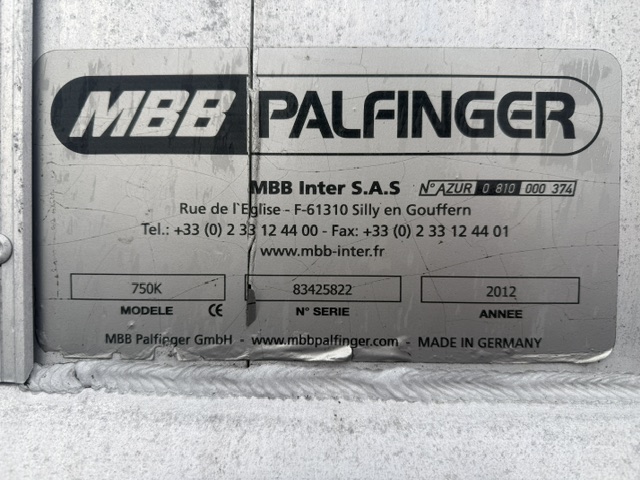 MBB PALFINGER
MBB Inter S.A.S N° AZUR 0 810 000 374
Rue de l`Eglise - F-61310 Silly en Gouffern
Tel.: +33 (0) 2 33 12 44 00 - Fax: +33 (0) 2 33 12 44 01
www.mbb-inter.fr
750K 83425822 2012
MODELE CE N° SERIE ANNEE
MBB Palfinger GmbH - www.mbbpalfinger.com - MADE IN GERMANY